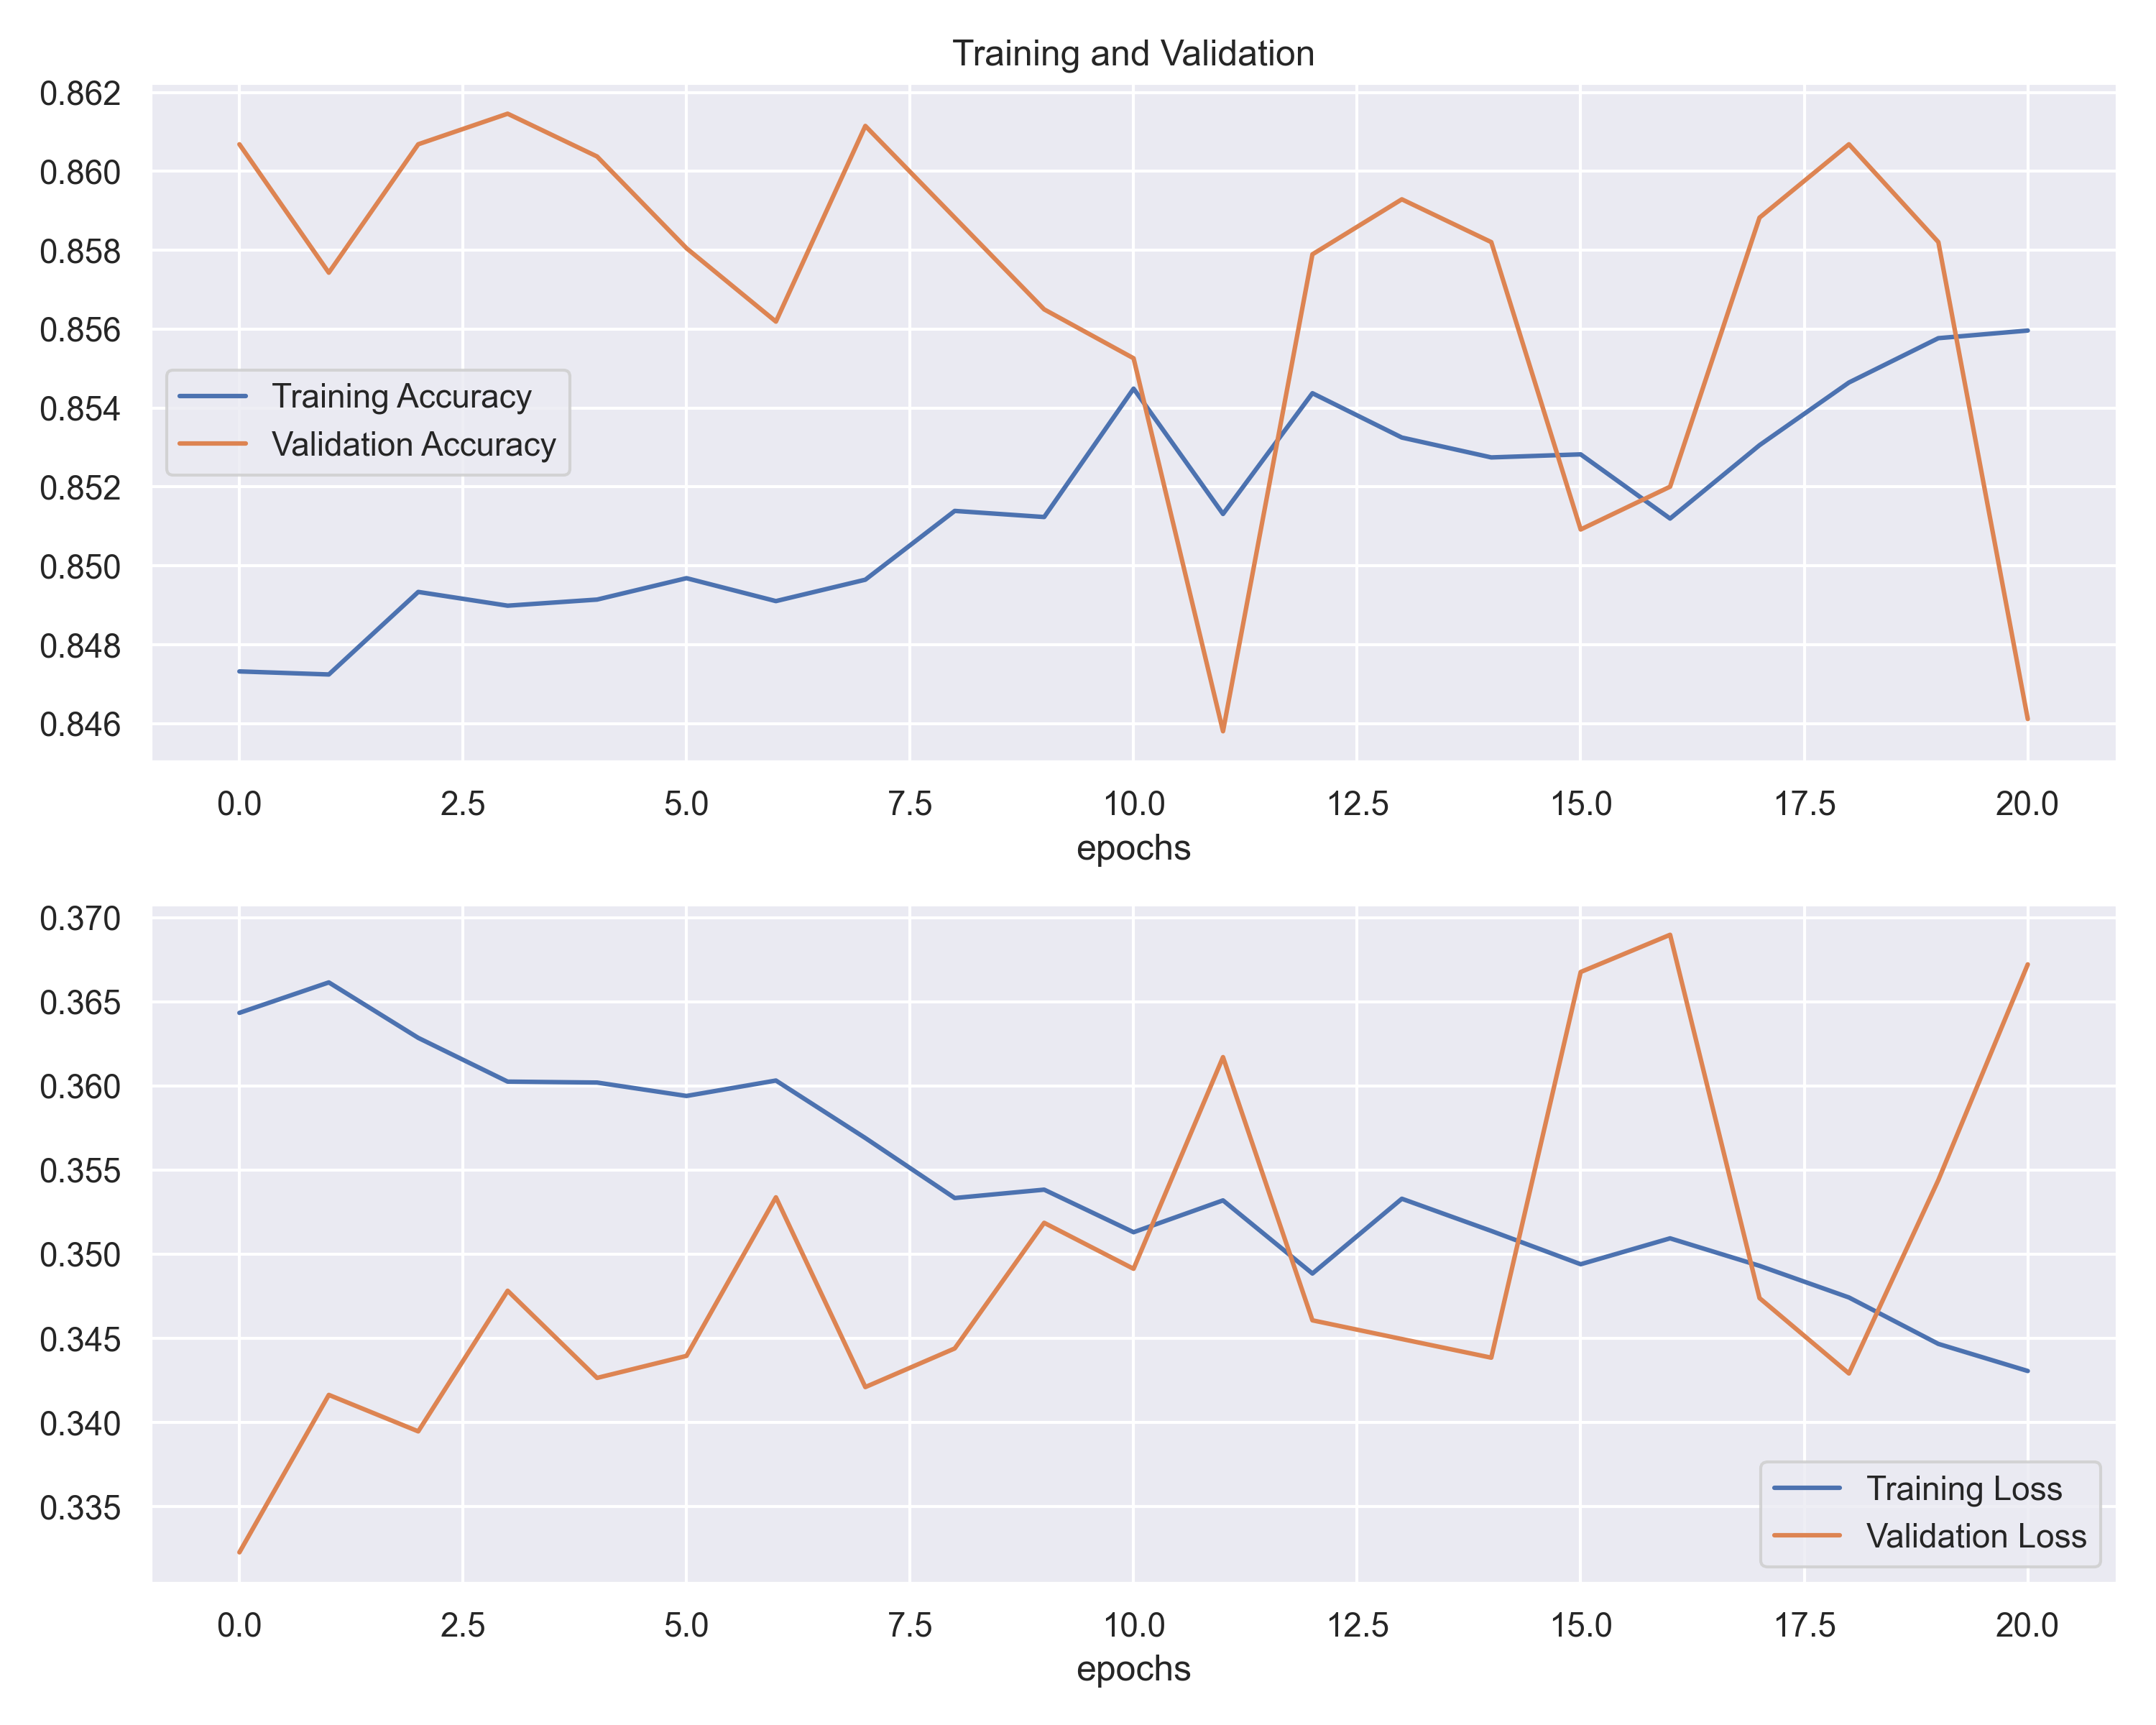 Training and Validation
0.862
0.860
0.858
0.856
0.854
0.852
0.850
0.848
0.846
Training Accuracy
Validation Accuracy
0.0 2.5 5.0 7.5 10.0 12.5 15.0 17.5 20.0
epochs
0.370
0.365
0.360
0.355
0.350
0.345
0.340
0.335
Training Loss
Validation Loss
0.0 2.5 5.0 7.5 10.0 12.5 15.0 17.5 20.0
epochs